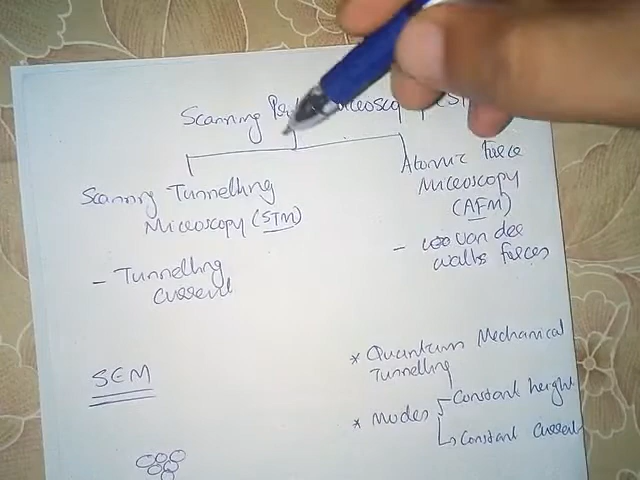 Scanning
Scanning Tunnelling
Microscopy (STM)
- Tunnelling
current
Atomic Force
Microscopy
(AFM)
- van der
walls forces
SEM
* Quantum Mechanical
Tunnelling
* Modes
Constant height
Constant current